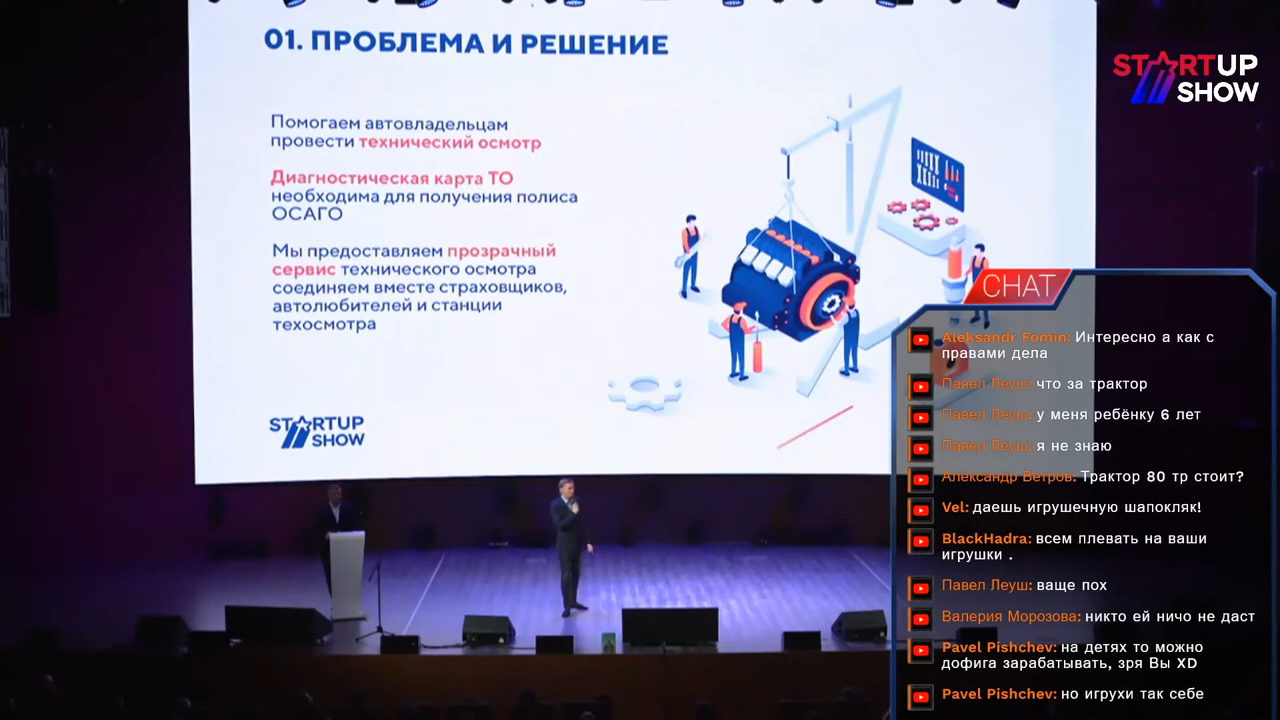 01. ПРОБЛЕМА И РЕШЕНИЕ
Помогаем автовладельцам
провести технический осмотр
Диагностическая карта ТО
необходима для получения полиса
ОСАГО
Мы предоставляем прозрачный
сервис технического осмотра
соединяем вместе страховщиков,
автолюбителей и станции
техосмотра
STARTUP
SHOW
STARTUP
SHOW
CHAT
Aleksandr Fomin: Интересно а как с
правами дела
Павел Леуш: что за трактор
Павел Леуш: у меня ребёнку 6 лет
Павел Леуш: я не знаю
Александр Ветров: Трактор 80 тр стоит?
Vel: даешь игрушечную шапокляк!
BlackHadra: всем плевать на ваши
игрушки .
Павел Леуш: ваще пох
Валерия Морозова: никто ей ничо не даст
Pavel Pishchev: на детях то можно
дофига зарабатывать, зря Вы XD
Pavel Pishchev: но игрухи так себе